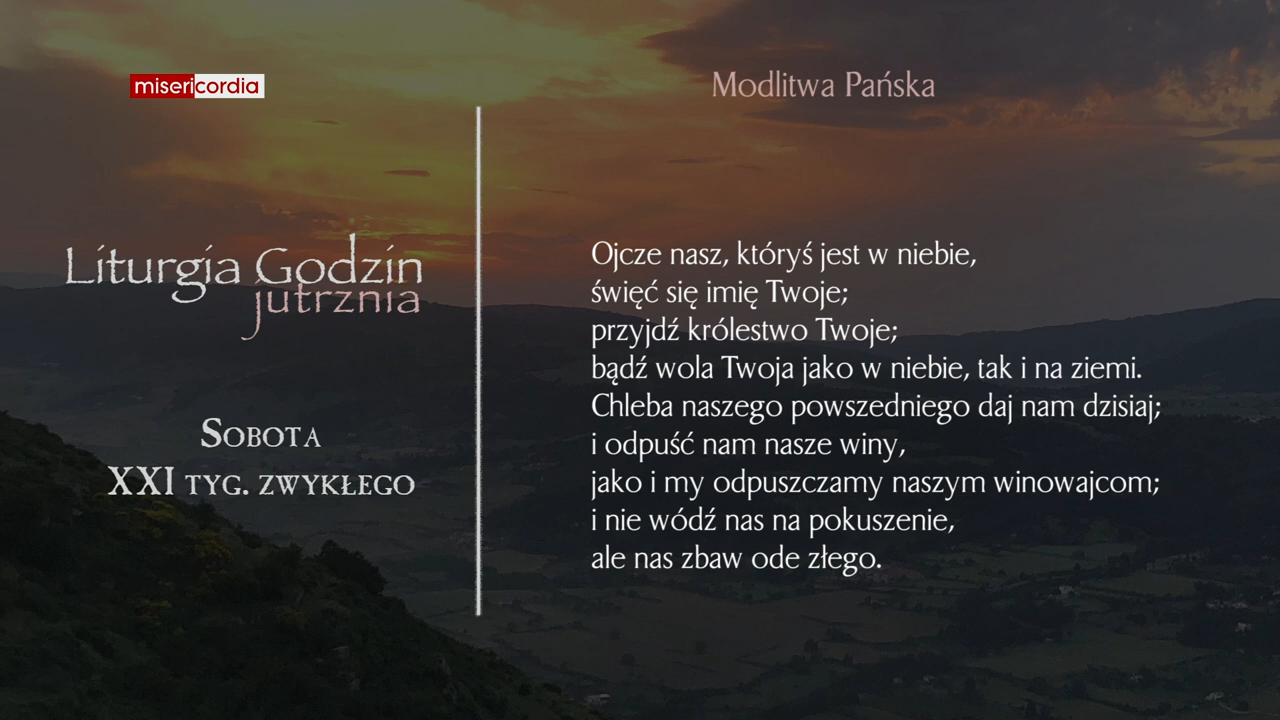 misericordia
Liturgia Godzin
jutrznia
Sobota
XXI tyg. zwykłego
Modlitwa Pańska
Ojcze nasz, któryś jest w niebie,
święć się imię Twoje;
przyjdź królestwo Twoje;
bądź wola Twoja jako w niebie, tak i na ziemi.
Chleba naszego powszedniego daj nam dzisiaj;
i odpuść nam nasze winy,
jako i my odpuszczamy naszym winowajcom;
i nie wódź nas na pokuszenie,
ale nas zbaw ode złego.